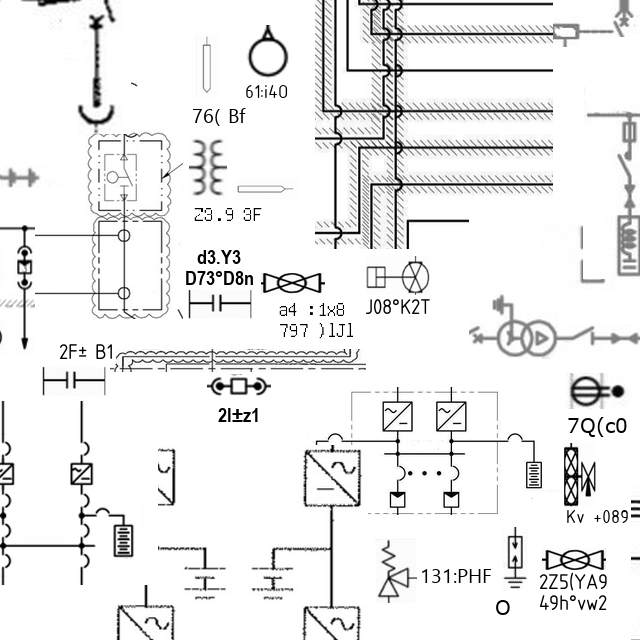 61:i40
76( Bf
Z3.9 3F
d3.Y3
D73°D8n
a4 :1x8
797 )lJl
J08°K2T
2F± B1
2l±z1
7Q(c0
Kv +089
131:PHF
2Z5(YA9
49h°vw2
O